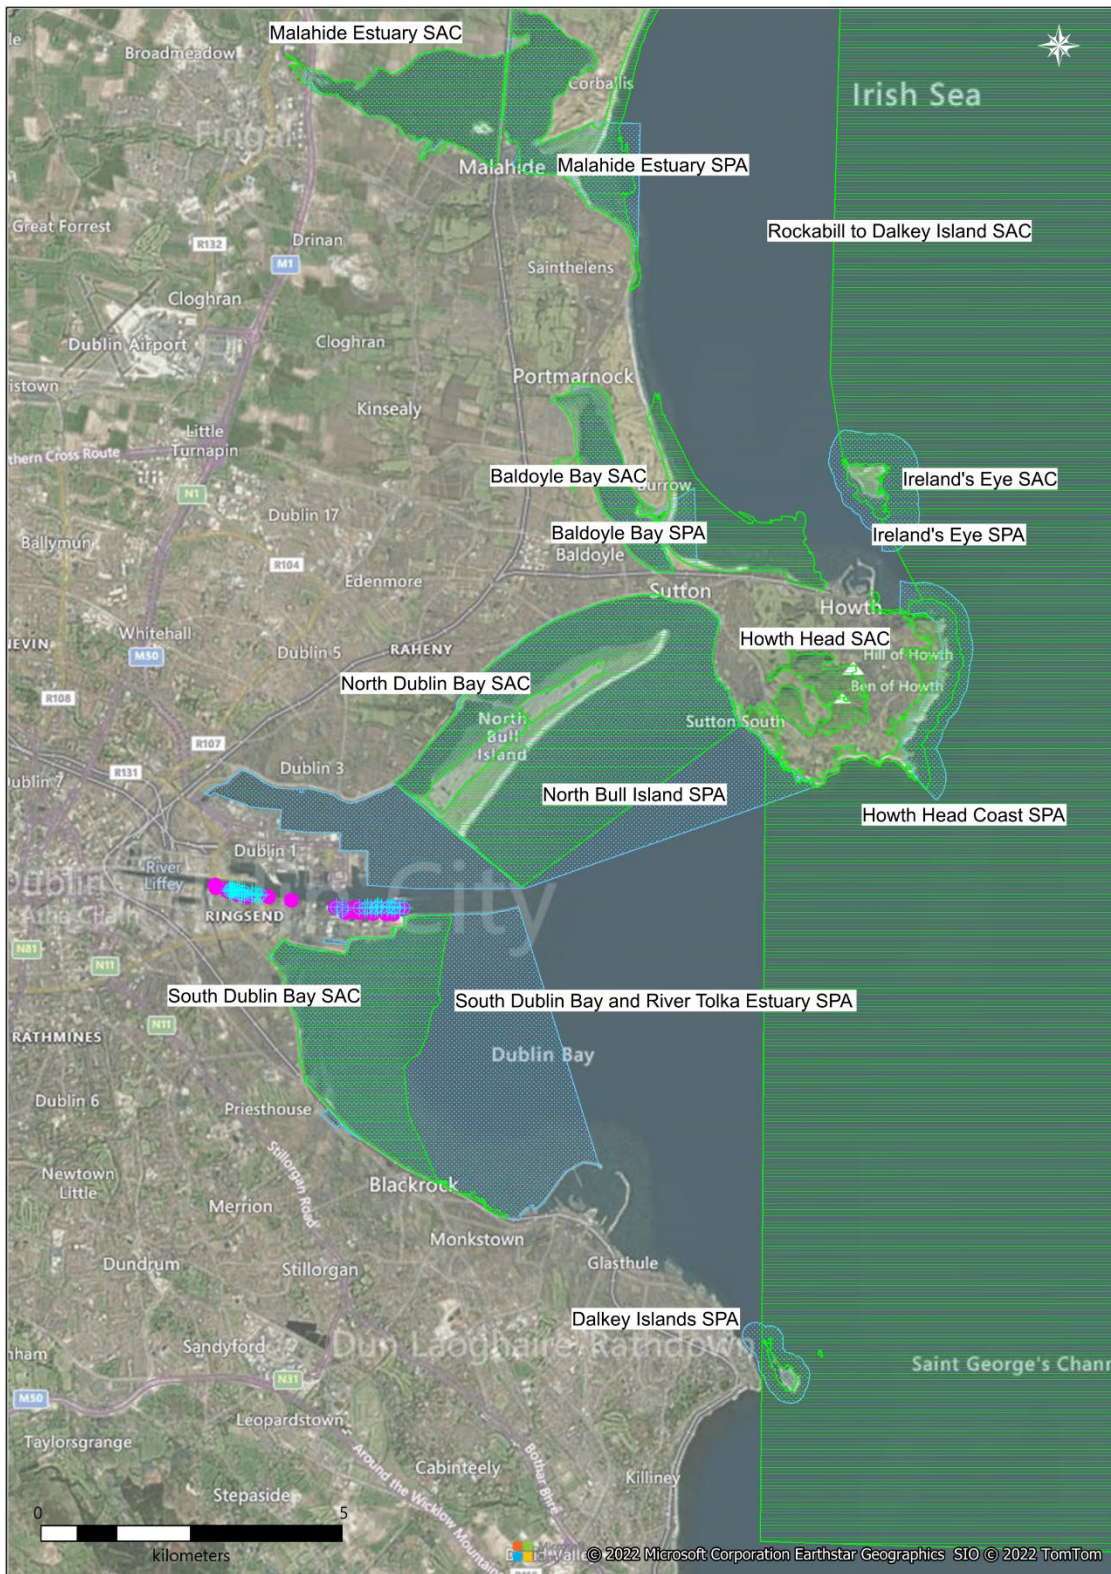 Malahide Estuary SAC
Broadmeadow
Corballis
Irish Sea
Fingal
Malahide
Malahide Estuary SPA
Great Forrest
R132
Drinan
M1
Rockabill to Dalkey Island SAC
Sainthelens
Cloghran
Dublin Airport
Cloghran
Portmarnock
Kinsealy
Little
Turnapin
thern Cross Route
N1
Baldoyle Bay SAC
Burrow
Ireland's Eye SAC
Dublin 17
Baldoyle Bay SPA
Ireland's Eye SPA
Ballymun
R104
Baldoyle
Edenmore
Sutton
Howth
Whitehall
Howth Head SAC
M50
Dublin 5
RAHENY
Hill of Howth
R108
North Dublin Bay SAC
Ben of Howth
R107
North
Bull
Island
Sutton South
R131
Dublin 3
Dublin 7
North Bull Island SPA
Howth Head Coast SPA
Dublin 1
River
Liffey
City
RINGSEND
N81
N11
South Dublin Bay SAC
South Dublin Bay and River Tolka Estuary SPA
N11
RATHMINES
Dublin Bay
Dublin 6
Priesthouse
Stillorgan Road
Newtown
Little
Blackrock
Merrion
Monkstown
Dundrum
Stillorgan
Glasthule
Dalkey Islands SPA
Sandyford
Dun Laoghaire-Rathdown
Saint George's Chann
M50
N31
Leopardstown
Taylorsgrange
Around the Wicklow Mountains
Bothar Bhre
Cabinteely
Killiney
Stepaside
0 5
kilometers
Microsoft
© 2022 Microsoft Corporation Earthstar Geographics SIO © 2022 TomTom